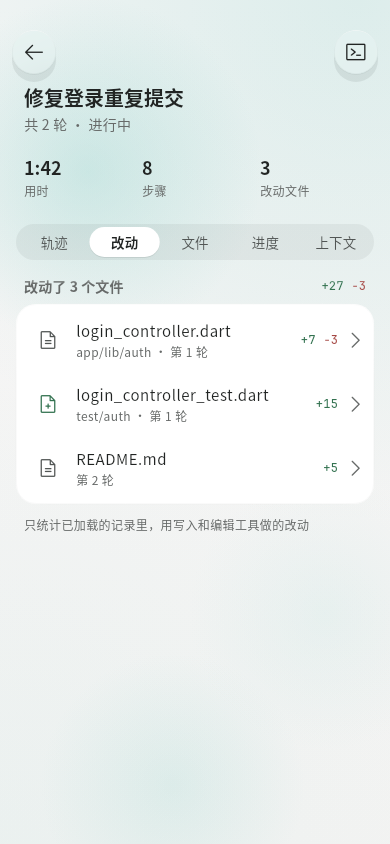 修复登录重复提交
共 2 轮 · 进行中
1:42 8 3
用时 步骤 改动文件
轨迹 改动 文件 进度 上下文
改动了 3 个文件 +27 -3
login_controller.dart +7 -3
app/lib/auth · 第 1 轮
login_controller_test.dart +15
test/auth · 第 1 轮
README.md +5
第 2 轮
只统计已加载的记录里，用写入和编辑工具做的改动